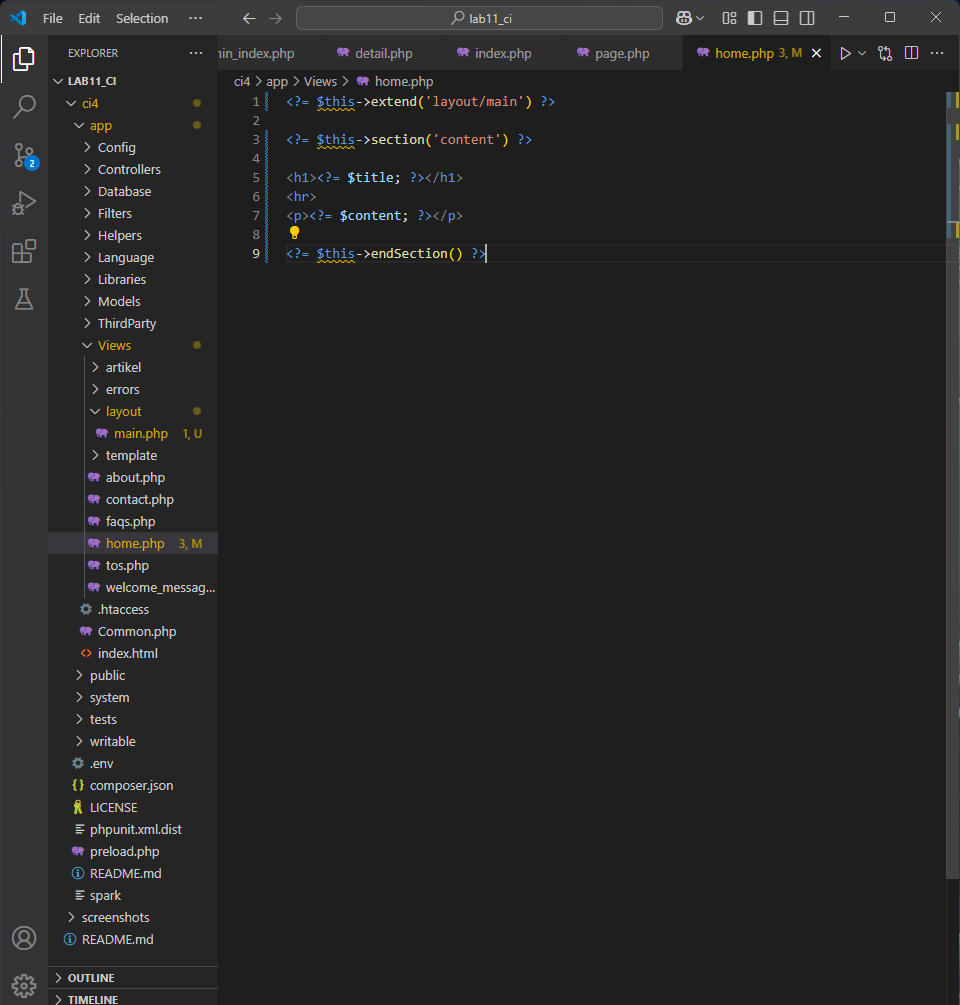 File Edit Selection ··· lab11_ci
EXPLORER ···
LAB11_CI
ci4
app
Config
Controllers
Database
Filters
Helpers
Language
Libraries
Models
ThirdParty
Views
artikel
errors
layout
main.php 1, U
template
about.php
contact.php
faqs.php
home.php 3, M
tos.php
welcome_messag...
.htaccess
Common.php
index.html
public
system
tests
writable
.env
composer.json
LICENSE
phpunit.xml.dist
preload.php
README.md
spark
screenshots
README.md
OUTLINE
TIMELINE
2
in_index.php detail.php index.php page.php home.php 3, M
ci4 > app > Views > home.php
1 <?= $this->extend('layout/main') ?>
2
3 <?= $this->section('content') ?>
4
5 <h1><?= $title; ?></h1>
6 <hr>
7 <p><?= $content; ?></p>
8
9 <?= $this->endSection() ?>